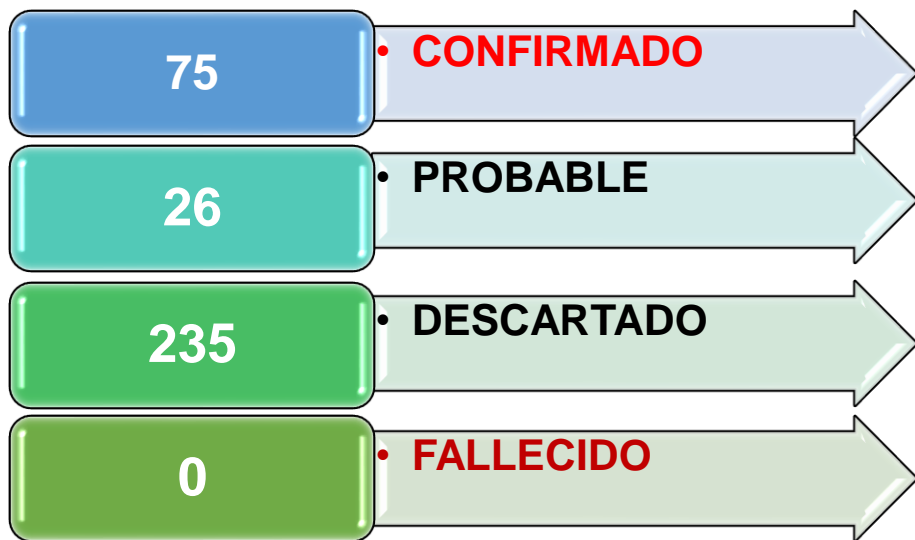 75
• CONFIRMADO
26
• PROBABLE
235
• DESCARTADO
0
• FALLECIDO